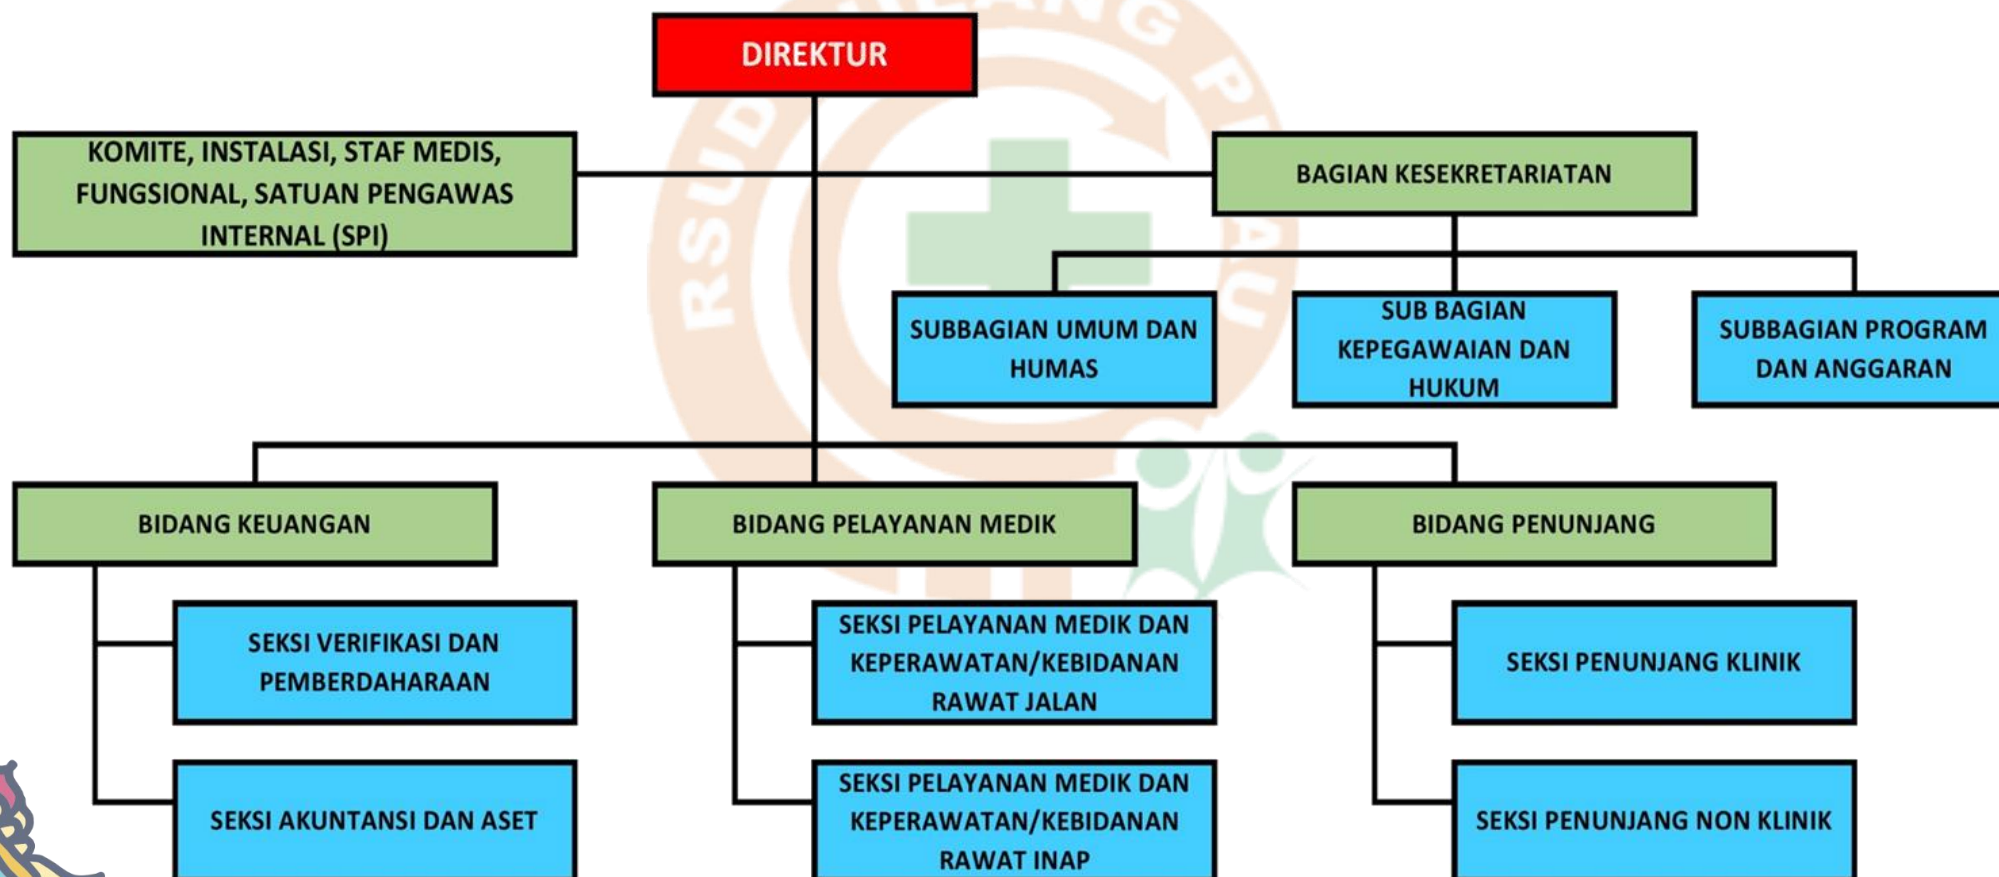 DIREKTUR
KOMITE, INSTALASI, STAF MEDIS,
FUNGSIONAL, SATUAN PENGAWAS
INTERNAL (SPI)
BAGIAN KESEKRETARIATAN
SUBBAGIAN UMUM DAN
HUMAS
SUB BAGIAN
KEPEGAWAIAN DAN
HUKUM
SUBBAGIAN PROGRAM
DAN ANGGARAN
BIDANG KEUANGAN
BIDANG PELAYANAN MEDIK
BIDANG PENUNJANG
SEKSI VERIFIKASI DAN
PEMBERDAHARAAN
SEKSI PELAYANAN MEDIK DAN
KEPERAWATAN/KEBIDANAN
RAWAT JALAN
SEKSI PENUNJANG KLINIK
SEKSI AKUNTANSI DAN ASET
SEKSI PELAYANAN MEDIK DAN
KEPERAWATAN/KEBIDANAN
RAWAT INAP
SEKSI PENUNJANG NON KLINIK
RSUD